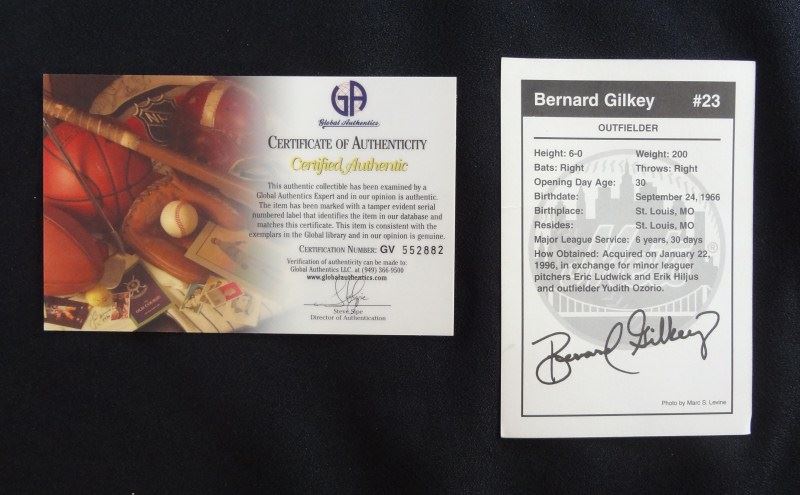 GA
Global Authentics
CERTIFICATE OF AUTHENTICITY
Certified Authentic
This authentic collectible has been examined by a
Global Authentics Expert and in our opinion is authentic.
The item has been marked with a tamper evident serial
numbered label that identifies the item in our database and
matches this certificate. This item is consistent with the
exemplars in the Global library and in our opinion is genuine.
CERTIFICATION NUMBER: GV 552882
Verification of authenticity can be made to:
Global Authentics LLC. at (949) 366-9500
www.globalauthentics.com
Steve Sipe
Director of Authentication
Bernard Gilkey #23
OUTFIELDER
Height: 6-0 Weight: 200
Bats: Right Throws: Right
Opening Day Age: 30
Birthdate: September 24, 1966
Birthplace: St. Louis, MO
Resides: St. Louis, MO
Major League Service: 6 years, 30 days
How Obtained: Acquired on January 22,
1996, in exchange for minor leaguer
pitchers Eric Ludwick and Erik Hiljus
and outfielder Yudith Ozorio.
Bernard Gilkey
Photo by Marc S. Levine